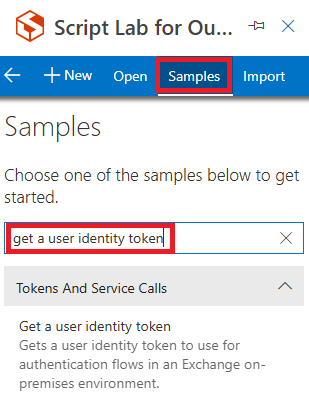 Script Lab for Ou...
New Open Samples Import
Samples
Choose one of the samples below to get
started.
get a user identity token
Tokens And Service Calls
Get a user identity token
Gets a user identity token to use for
authentication flows in an Exchange on-
premises environment.